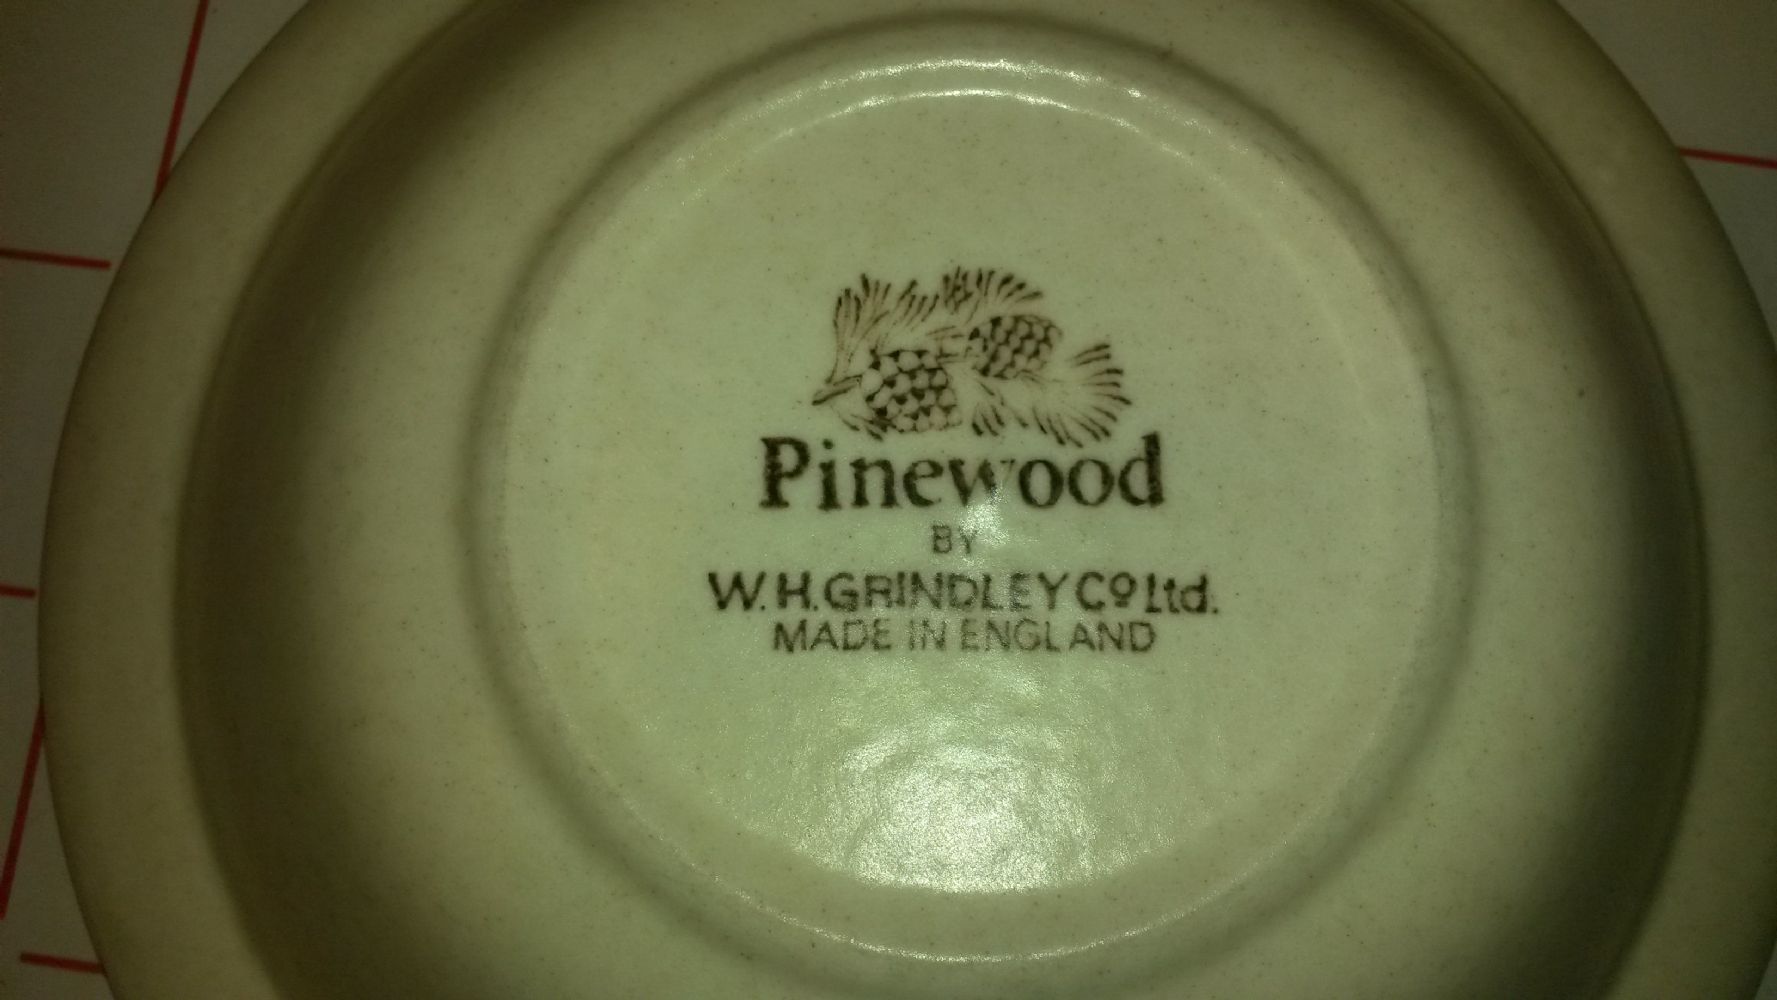 Pinewood
BY
W.H.GRINDLEY Cº Ltd.
MADE IN ENGLAND